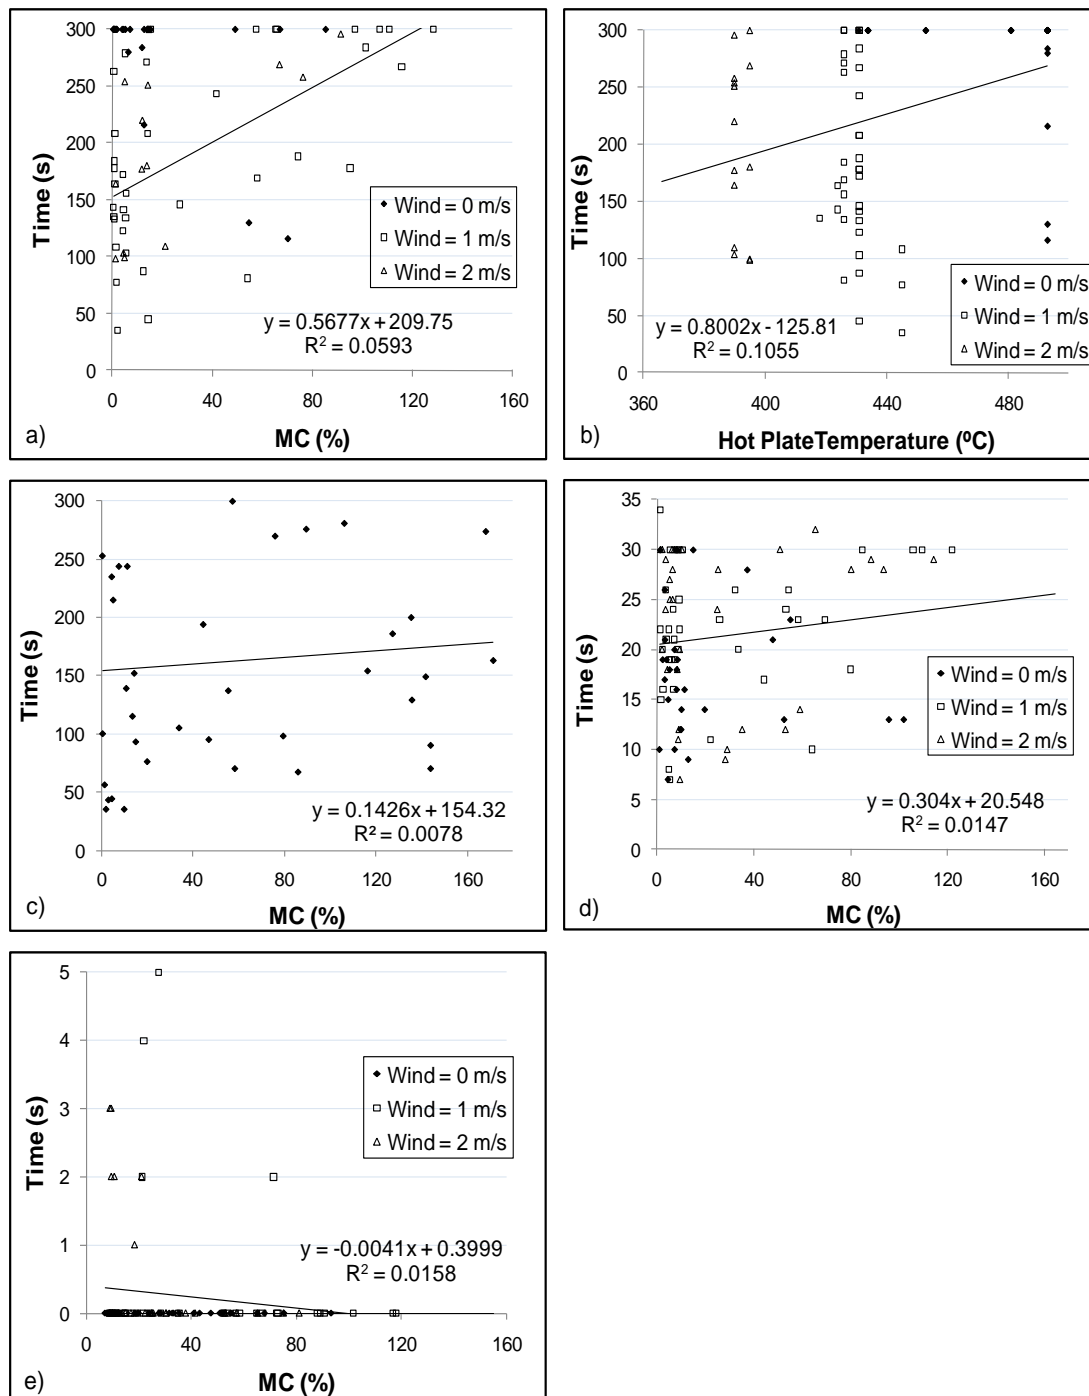 300
250
200
150
100
50
0
Time (s)
Wind = 0 m/s
Wind = 1 m/s
Wind = 2 m/s
y = 0.5677x + 209.75
R² = 0.0593
0 40 80 120 160
MC (%)
a)
300
250
200
150
100
50
0
Time (s)
y = 0.8002x - 125.81
R² = 0.1055
Wind = 0 m/s
Wind = 1 m/s
Wind = 2 m/s
360 400 440 480
Hot PlateTemperature (ºC)
b)
300
250
200
150
100
50
0
Time (s)
y = 0.1426x + 154.32
R² = 0.0078
0 40 80 120 160
MC (%)
c)
35
30
25
20
15
10
5
0
Time (s)
Wind = 0 m/s
Wind = 1 m/s
Wind = 2 m/s
y = 0.304x + 20.548
R² = 0.0147
0 40 80 120 160
MC (%)
d)
5
4
3
2
1
0
Time (s)
Wind = 0 m/s
Wind = 1 m/s
Wind = 2 m/s
y = -0.0041x + 0.3999
R² = 0.0158
0 40 80 120 160
MC (%)
e)